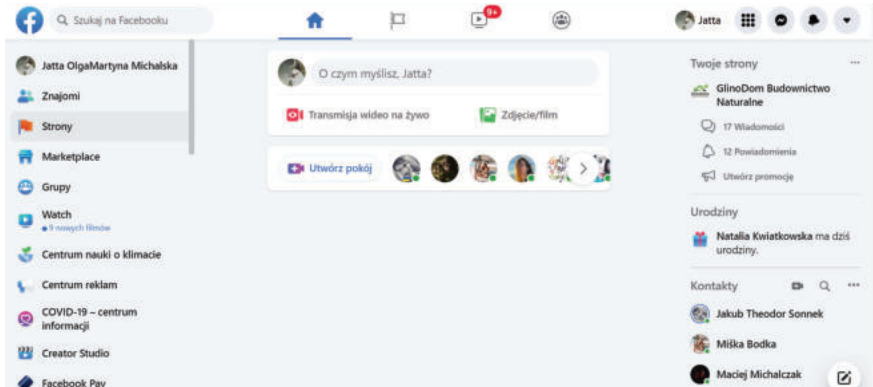 Szukaj na Facebooku
9+
Jatta
Jatta OlgaMartyna Michalska
Znajomi
Strony
Marketplace
Grupy
Watch
9 nowych filmów
Centrum nauki o klimacie
Centrum reklam
COVID-19 – centrum
informacji
Creator Studio
Facebook Pay
O czym myślisz, Jatta?
Transmisja wideo na żywo
Zdjęcie/film
Utwórz pokój
Twoje strony
GlinoDom Budownictwo
Naturalne
17 Wiadomości
12 Powiadomienia
Utwórz promocję
Urodziny
Natalia Kwiatkowska ma dziś
urodziny.
Kontakty
Jakub Theodor Sonnek
Miška Bodka
Maciej Michalczak